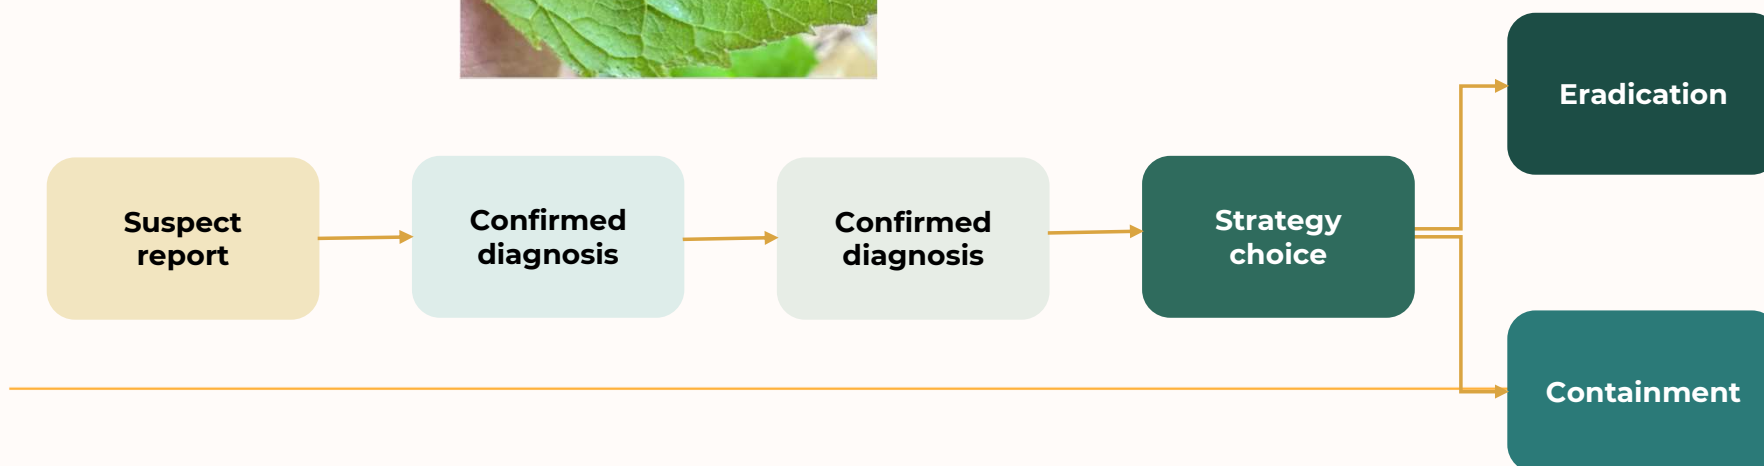 Suspect
report
Confirmed
diagnosis
Confirmed
diagnosis
Strategy
choice
Eradication
Containment